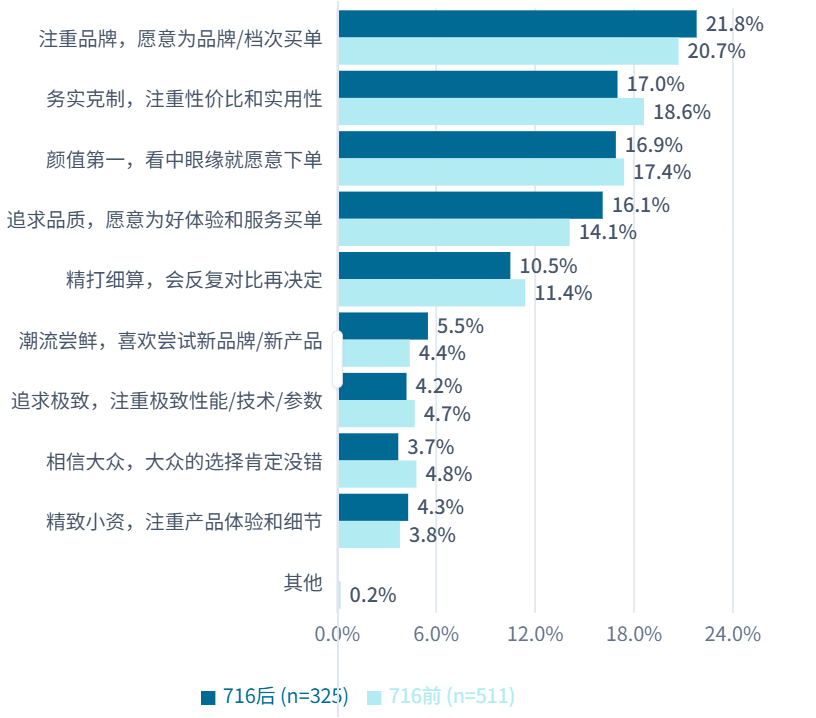 注重品牌，愿意为品牌/档次买单
21.8%
20.7%
务实克制，注重性价比和实用性
17.0%
18.6%
颜值第一，看中眼缘就愿意下单
16.9%
17.4%
追求品质，愿意为好体验和服务买单
16.1%
14.1%
精打细算，会反复对比再决定
10.5%
11.4%
潮流尝鲜，喜欢尝试新品牌/新产品
5.5%
4.4%
追求极致，注重极致性能/技术/参数
4.2%
4.7%
相信大众，大众的选择肯定没错
3.7%
4.8%
精致小资，注重产品体验和细节
4.3%
3.8%
其他
0.2%
0.0% 6.0% 12.0% 18.0% 24.0%
716后 (n=325) 716前 (n=511)